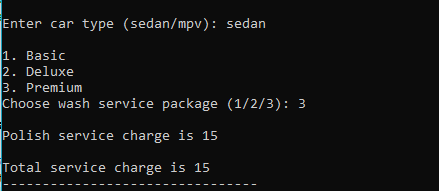 Enter car type (sedan/mpv): sedan
1. Basic
2. Deluxe
3. Premium
Choose wash service package (1/2/3): 3
Polish service charge is 15
Total service charge is 15
--------------------------------